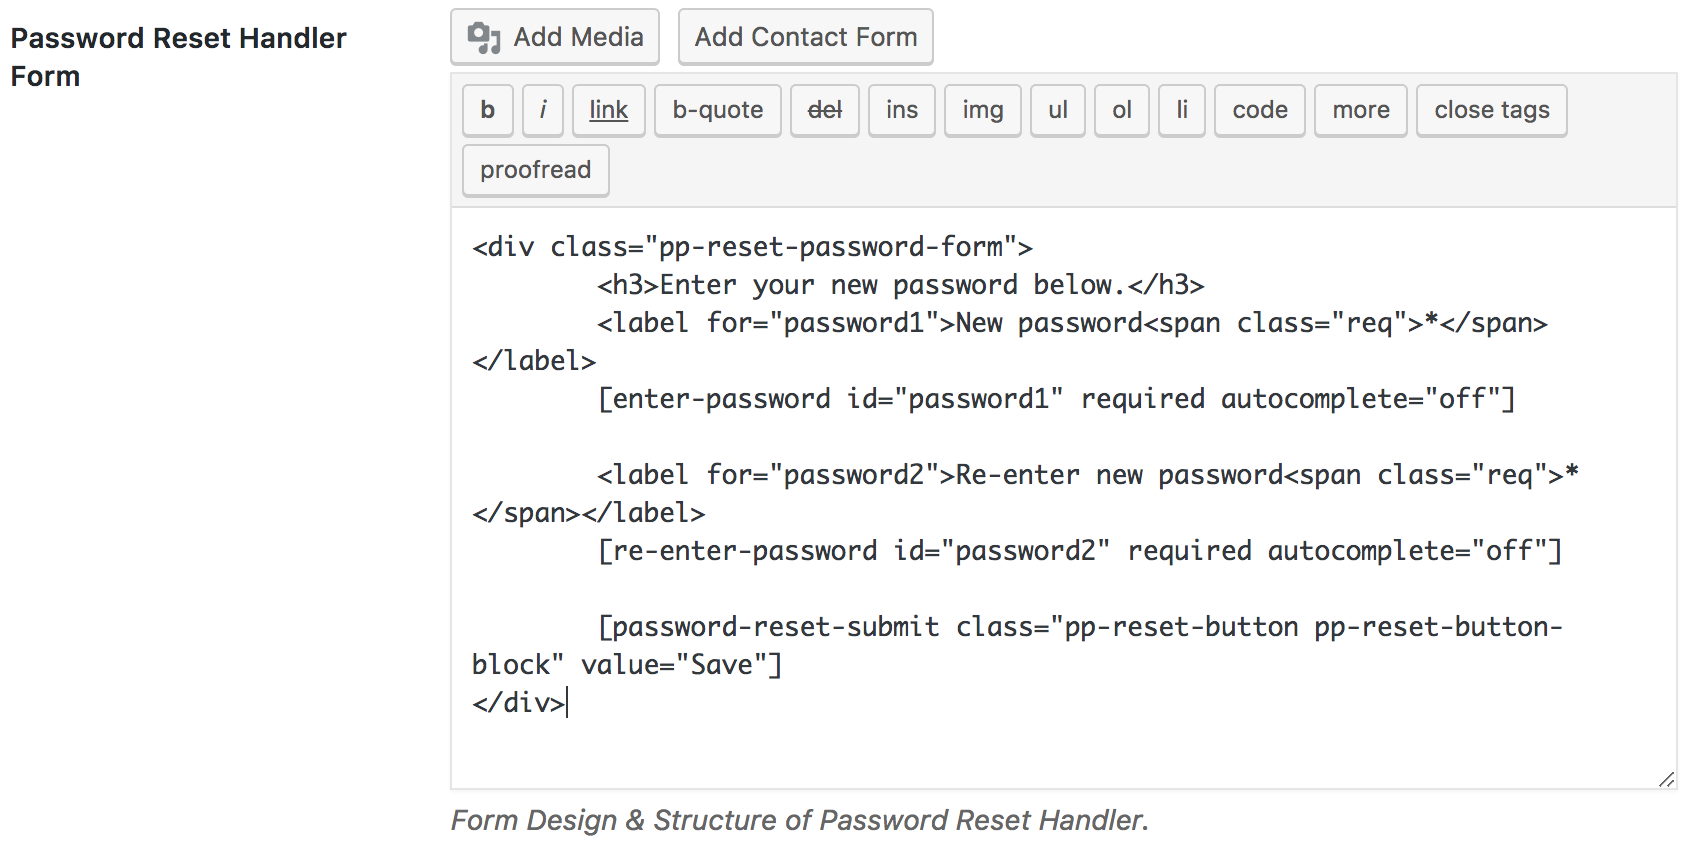 Password Reset Handler
Form
Add Media
Add Contact Form
b
i
link
b-quote
del
ins
img
ul
ol
li
code
more
close tags
proofread
<div class="pp-reset-password-form">
<h3>Enter your new password below.</h3>
<label for="password1">New password<span class="req">*</span>
</label>
[enter-password id="password1" required autocomplete="off"]
<label for="password2">Re-enter new password<span class="req">*
</span></label>
[re-enter-password id="password2" required autocomplete="off"]
[password-reset-submit class="pp-reset-button pp-reset-button-
block" value="Save"]
</div>
Form Design & Structure of Password Reset Handler.